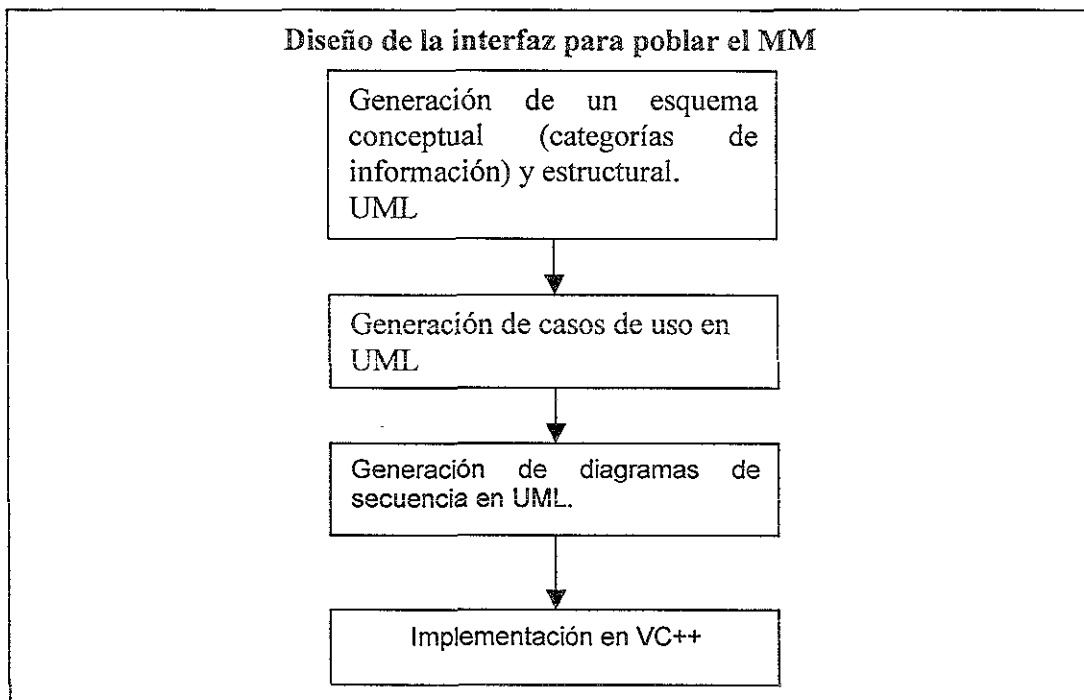 Diseño de la interfaz para poblar el MM
Generación de un esquema
conceptual (categorías de
información) y estructural.
UML
Generación de casos de uso en
UML
Generación de diagramas de
secuencia en UML.
Implementación en VC++